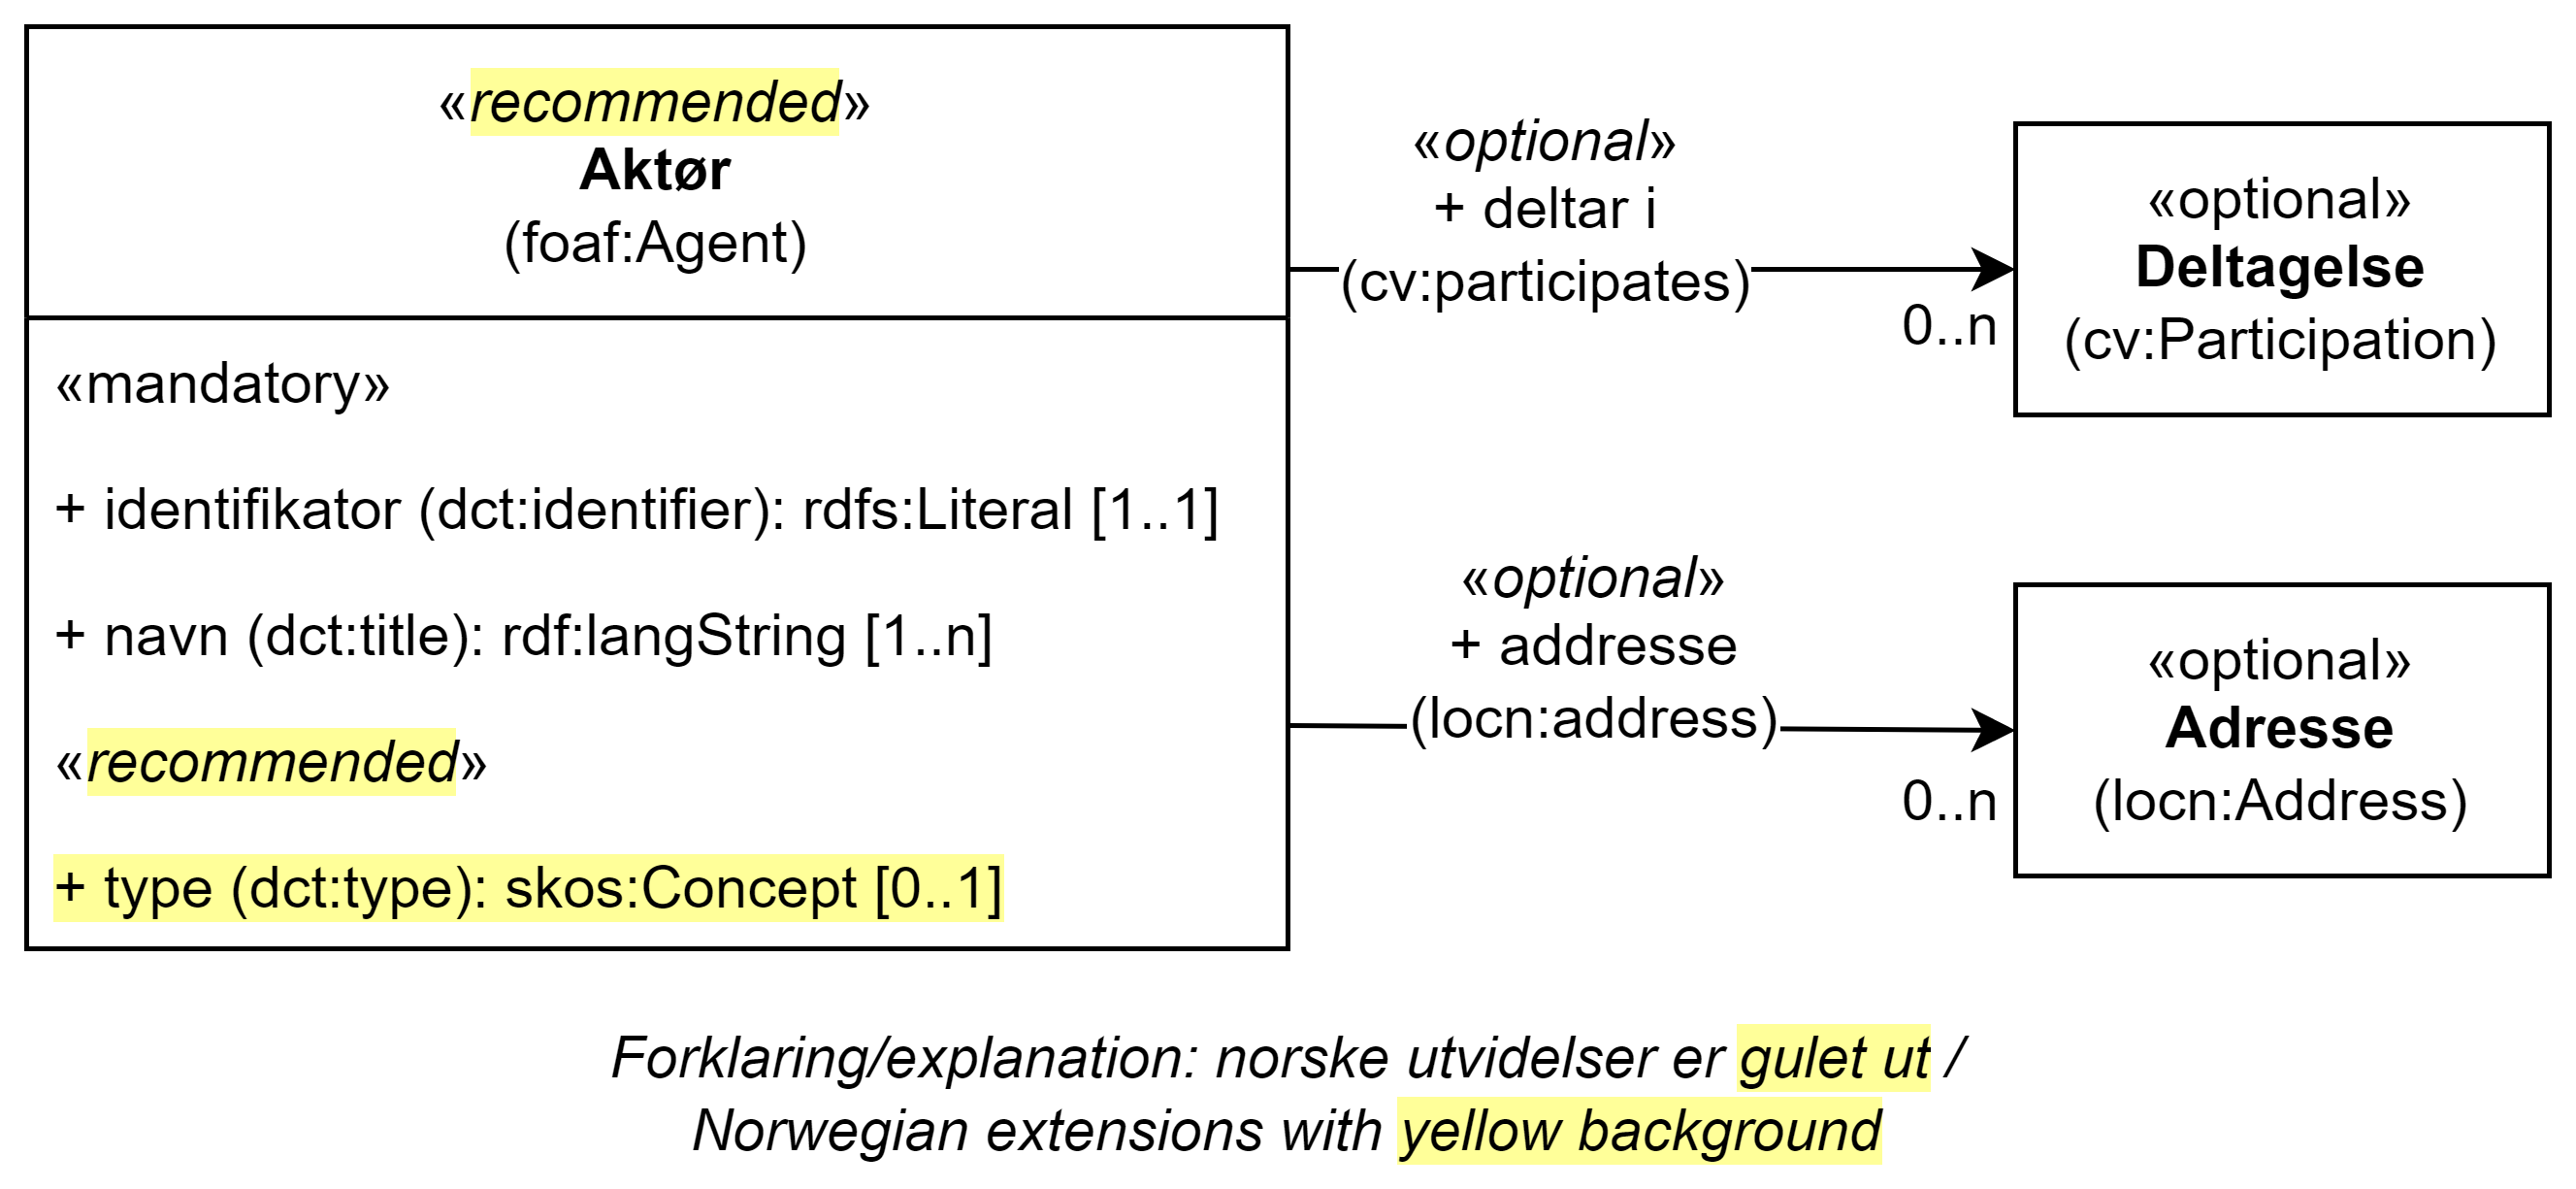 «recommended»
Aktør
(foaf:Agent)
«mandatory»
+ identifikator (dct:identifier): rdfs:Literal [1..1]
+ navn (dct:title): rdf:langString [1..n]
«recommended»
+ type (dct:type): skos:Concept [0..1]
«optional»
+ deltar i
(cv:participates)
0..n
«optional»
Deltagelse
(cv:Participation)
«optional»
+ addresse
(locn:address)
0..n
«optional»
Adresse
(locn:Address)
Forklaring/explanation: norske utvidelser er gulet ut /
Norwegian extensions with yellow background